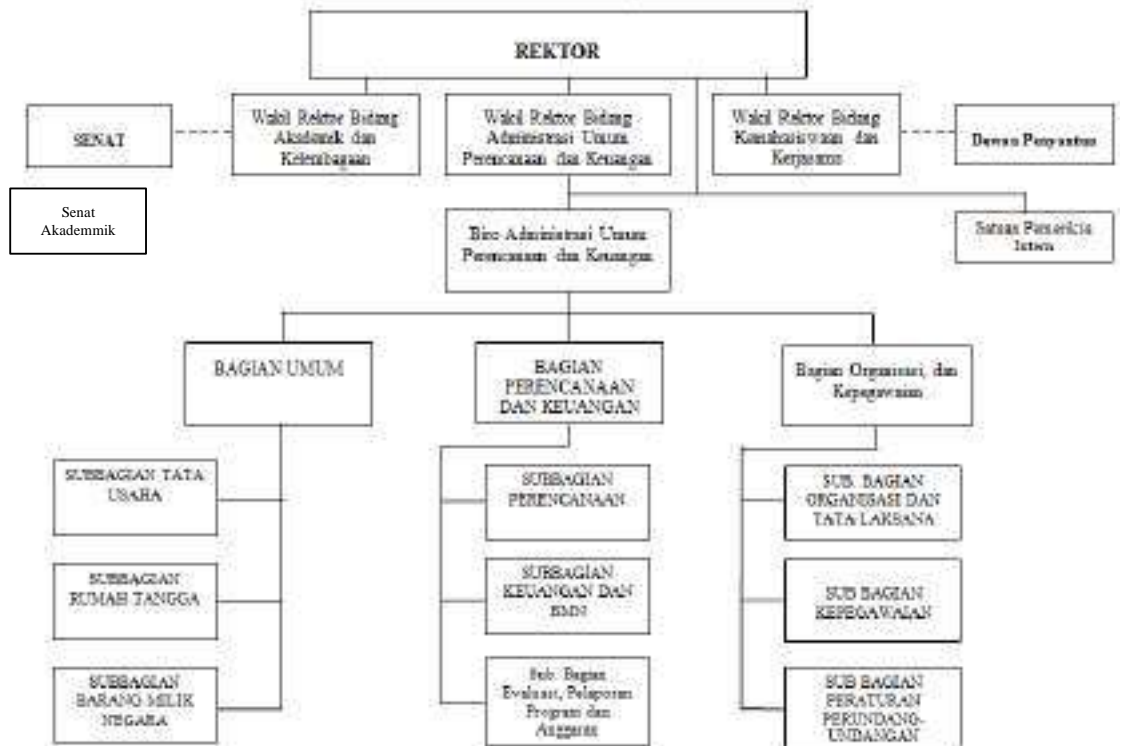 REKTOR
SENAT
Wakil Rektor Bidang
Akademik dan
Kelembagaan
Wakil Rektor Bidang
Administrasi Umum
Perencanaan dan Keuangan
Wakil Rektor Bidang
Kemahasiswaan dan
Kerjasama
Dewan Penyantun
Senat
Akademmik
Biro Administrasi Umum
Perencanaan dan Keuangan
Satuan Pemeriksa
Intern
BAGIAN UMUM
BAGIAN
PERENCANAAN
DAN KEUANGAN
Bagian Organisasi, dan
Kepegawaian
SUBBAGIAN TATA
USAHA
SUBBAGIAN
PERENCANAAN
SUB. BAGIAN
ORGANISASI DAN
TATA LAKSANA
SUBBAGIAN
RUMAH TANGGA
SUBBAGIAN
KEUANGAN DAN
BMN
SUB BAGIAN
KEPEGAWAIAN
SUBBAGIAN
BARANG MILIK
NEGARA
Sub. Bagian
Evaluasi, Pelaporan
Program dan
Anggaran
SUB BAGIAN
PERATURAN
PERUNDANG-
UNDANGAN